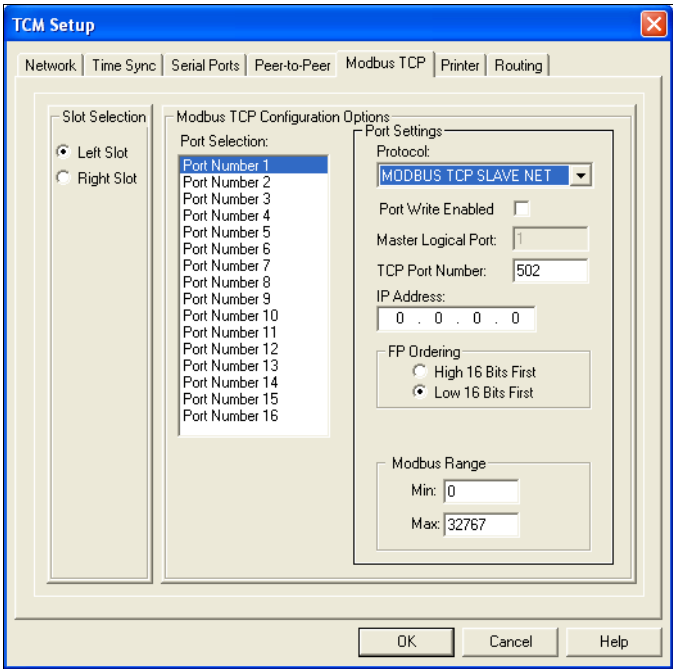 TCM Setup
Network
Time Sync
Serial Ports
Peer-to-Peer
Modbus TCP
Printer
Routing
Slot Selection
Left Slot
Right Slot
Modbus TCP Configuration Options
Port Selection:
Port Number 1
Port Number 2
Port Number 3
Port Number 4
Port Number 5
Port Number 6
Port Number 7
Port Number 8
Port Number 9
Port Number 10
Port Number 11
Port Number 12
Port Number 13
Port Number 14
Port Number 15
Port Number 16
Port Settings
Protocol:
MODBUS TCP SLAVE NET
Port Write Enabled
Master Logical Port: 1
TCP Port Number: 502
IP Address:
0 . 0 . 0 . 0
FP Ordering
High 16 Bits First
Low 16 Bits First
Modbus Range
Min: 0
Max: 32767
OK
Cancel
Help